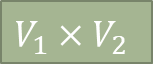 V₁ × V₂